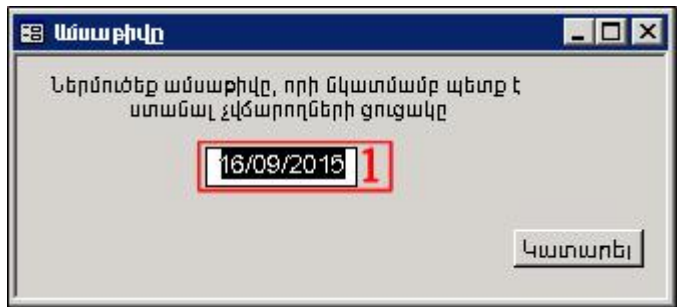 Ամսաթիվը
Ներմուծեք ամսաթիվը, որի նկատմամբ պետք է
ստանալ չվճարողների ցուցակը
16/09/2015 1
Կատարել